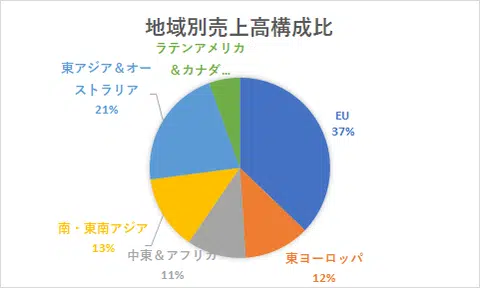 地域別売上高構成比
ラテンアメリカ
＆カナダ…
東アジア＆オー
ストラリア
21%
EU
37%
南・東南アジア
13%
中東＆アフリカ
11%
東ヨーロッパ
12%